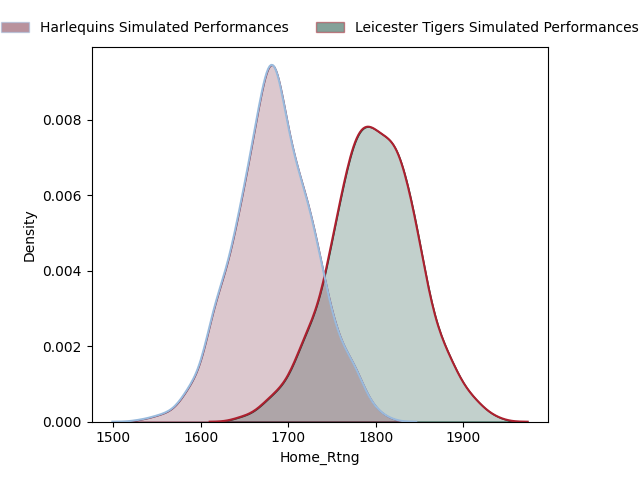 Harlequins Simulated Performances Leicester Tigers Simulated Performances
0.008
0.006
0.004
0.002
0.000
Density
1500 1600 1700 1800 1900
Home_Rtng